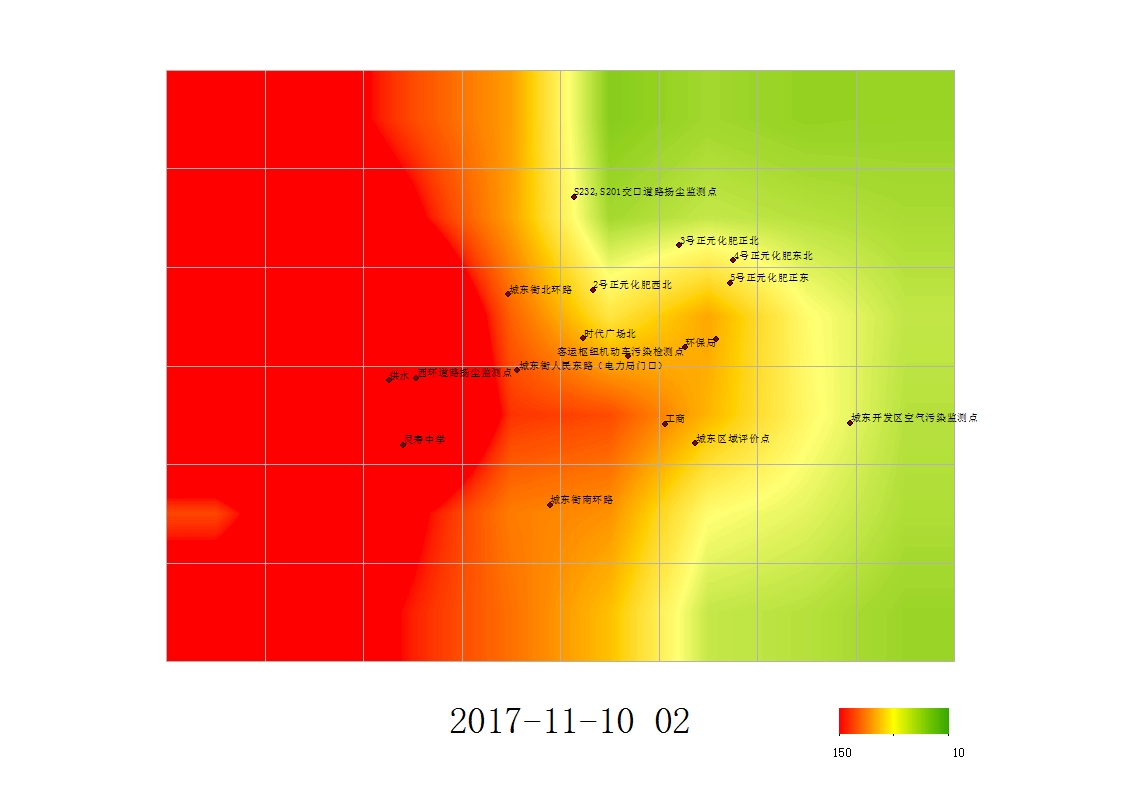 S232,S201交口道路扬尘监测点
3号正元化肥正北
4号正元化肥东北
5号正元化肥正东
2号正元化肥西北
城东街北环路
时代广场北
环保局
客运枢纽机动车污染检测点
城东街人民东路（电力局门口）
西环道路扬尘监测点
供水
工商
城东开发区空气污染监测点
灵寿中学
城东区域评价点
城东街南环路
2017-11-10 02
150
10